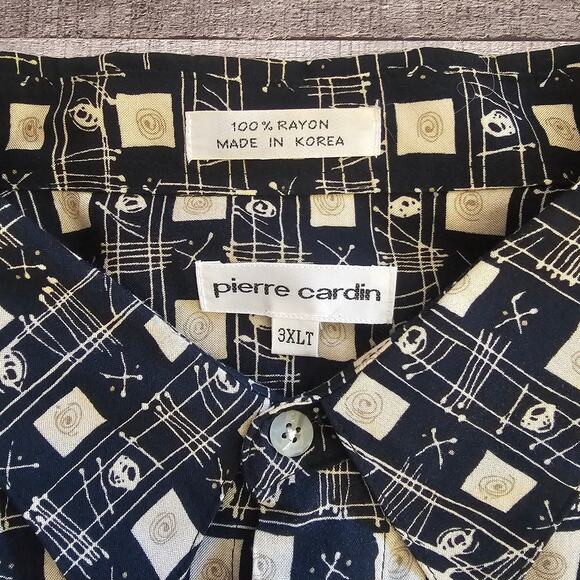 100% RAYON
MADE IN KOREA
pierre cardin
3XLT